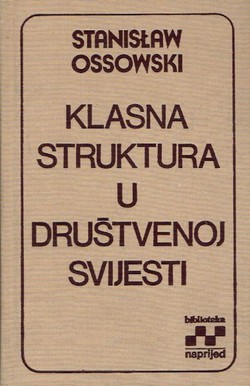 STANISŁAW
OSSOWSKI
KLASNA
STRUKTURA
U
DRUŠTVENOJ
SVIJESTI
biblioteka
naprijed